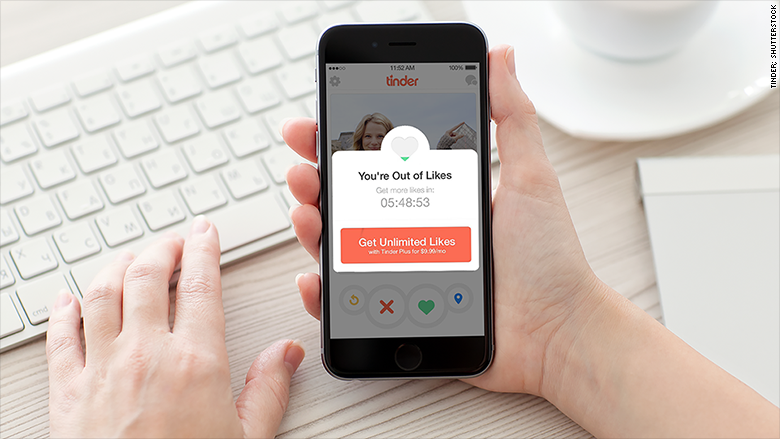 TINDER; SHUTTERSTOCK
11:52 AM
100%
tinder
You're Out of Likes
Get more likes in:
05:48:53
Get Unlimited Likes
with Tinder Plus for $9.99/mo
cmd